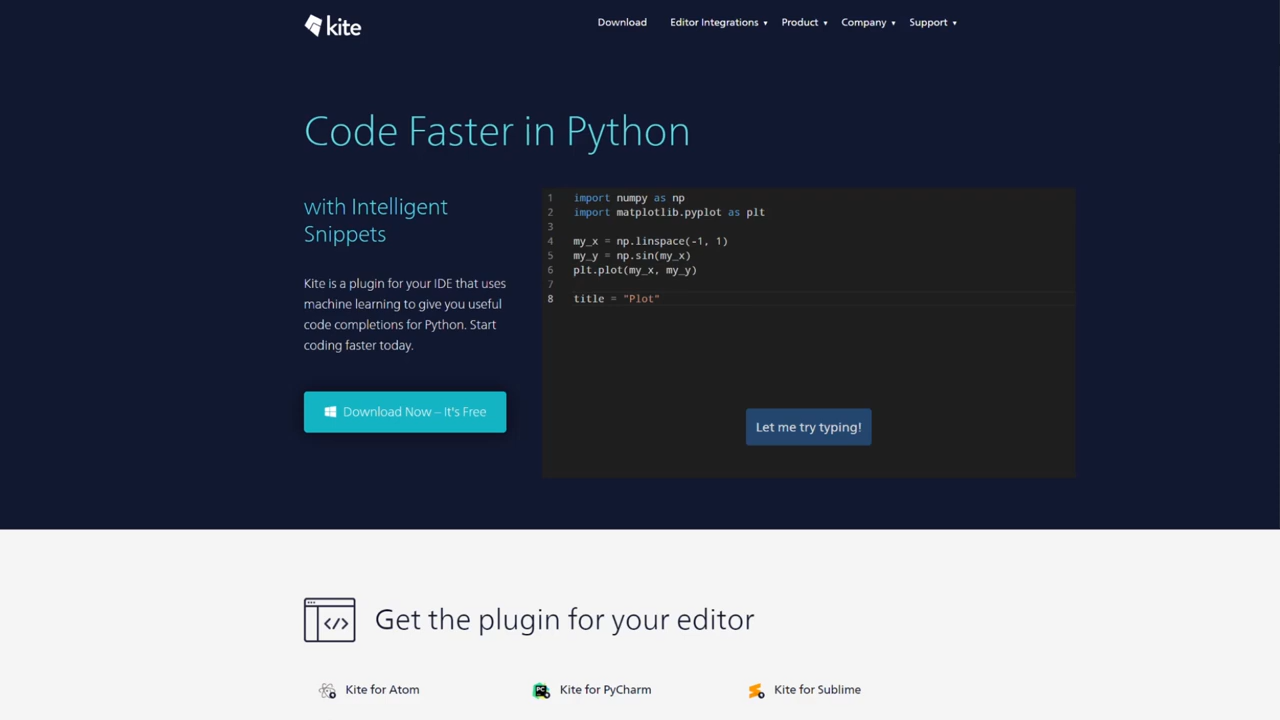 kite
Download Editor Integrations ▾ Product ▾ Company ▾ Support ▾
Code Faster in Python
with Intelligent
Snippets
Kite is a plugin for your IDE that uses
machine learning to give you useful
code completions for Python. Start
coding faster today.
Download Now – It's Free
1 import numpy as np
2 import matplotlib.pyplot as plt
3
4 my_x = np.linspace(-1, 1)
5 my_y = np.sin(my_x)
6 plt.plot(my_x, my_y)
7
8 title = "Plot"
Let me try typing!
</> Get the plugin for your editor
Kite for Atom PC Kite for PyCharm Kite for Sublime